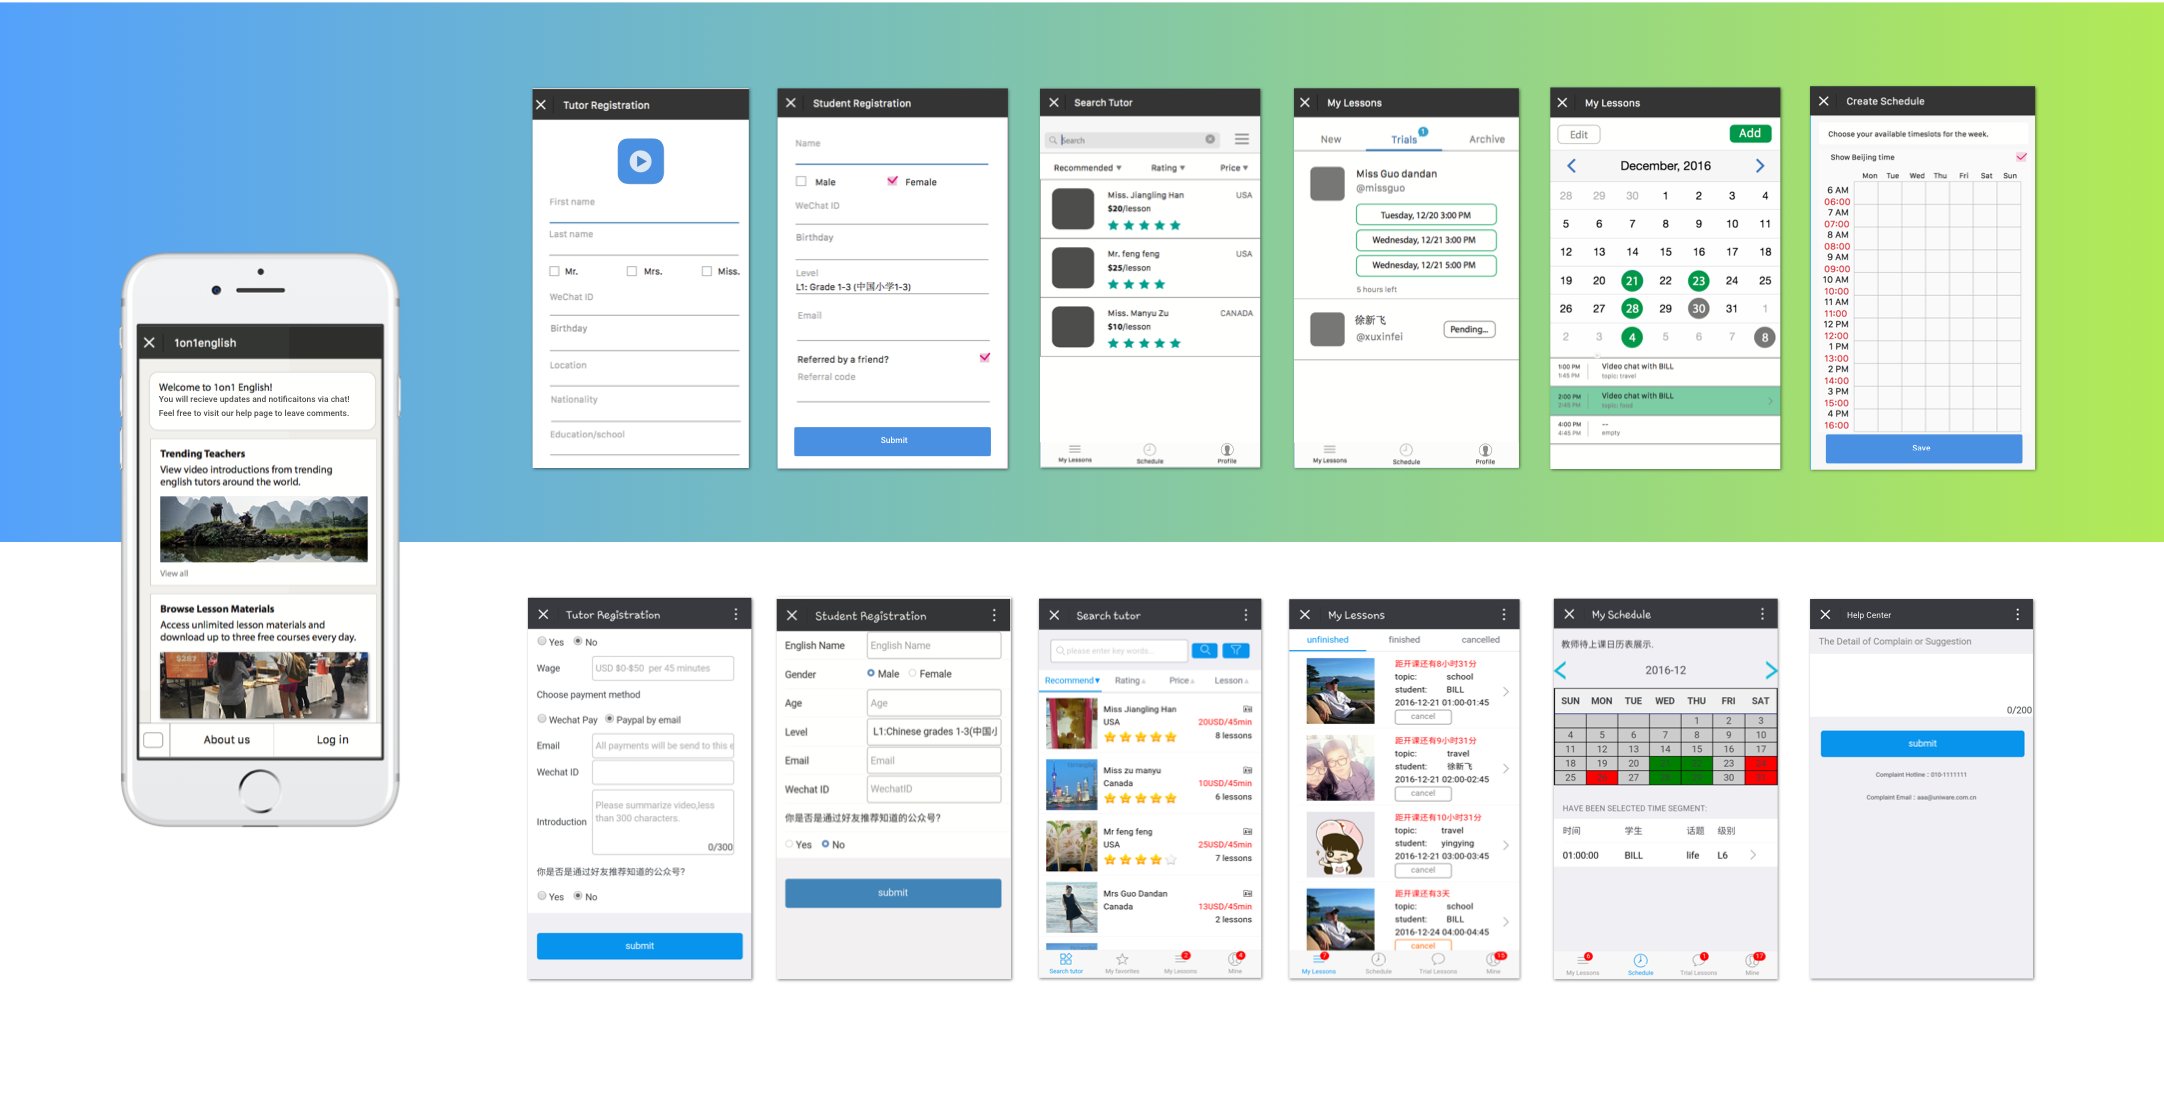 1on1english
Welcome to 1on1 English!
You will recieve updates and notificaitons via chat!
Feel free to visit our help page to leave comments.
Trending Teachers
View video introductions from trending
english tutors around the world.
View all
Browse Lesson Materials
Access unlimited lesson materials and
download up to three free courses every day.
$287
About us
Log in
Tutor Registration
First name
Last name
Mr. Mrs. Miss.
WeChat ID
Birthday
Location
Nationality
Education/school
Student Registration
Name
Male Female
WeChat ID
Birthday
Level
L1: Grade 1-3 (中国小学1-3)
Email
Referred by a friend?
Referral code
Submit
Search Tutor
Search
Recommended Rating Price
Miss. Jiangling Han USA
$20/lesson
Mr. feng feng USA
$25/lesson
Miss. Manyu Zu CANADA
$10/lesson
My Lessons Schedule Profile
My Lessons
New Trials 1 Archive
Miss Guo dandan
@missguo
Tuesday, 12/20 3:00 PM
Wednesday, 12/21 3:00 PM
Wednesday, 12/21 5:00 PM
5 hours left
徐新飞
@xuxinfei
Pending...
My Lessons Schedule Profile
My Lessons
Edit Add
December, 2016
28 29 30 1 2 3 4
5 6 7 8 9 10 11
12 13 14 15 16 17 18
19 20 21 22 23 24 25
26 27 28 29 30 31 1
2 3 4 5 6 7 8
1:00 PM Video chat with BILL
1:45 PM topic: travel
2:00 PM Video chat with BILL
2:45 PM topic: food
4:00 PM --
4:45 PM empty
Create Schedule
Choose your available timeslots for the week.
Show Beijing time
Mon Tue Wed Thu Fri Sat Sun
6 AM
06:00
7 AM
07:00
8 AM
08:00
9 AM
09:00
10 AM
10:00
11 AM
11:00
12 PM
12:00
1 PM
13:00
2 PM
14:00
3 PM
15:00
4 PM
16:00
Save
Tutor Registration
Yes No
Wage USD $0-$50 per 45 minutes
Choose payment method
Wechat Pay Paypal by email
Email All payments will be send to this e
Wechat ID
Introduction Please summarize video,less
than 300 characters.
0/300
你是否是通过好友推荐知道的公众号?
Yes No
submit
Student Registration
English Name English Name
Gender Male Female
Age Age
Level L1:Chinese grades 1-3(中国小
Email Email
Wechat ID WechatID
你是否是通过好友推荐知道的公众号?
Yes No
submit
Search tutor
please enter key words...
Recommend Rating Price Lesson
Miss Jiangling Han
USA 20USD/45min
8 lessons
Miss zu manyu
Canada 10USD/45min
6 lessons
Mr feng feng
USA 25USD/45min
7 lessons
Mrs Guo Dandan
Canada 13USD/45min
2 lessons
2 4
Search tutor My favorites My Lessons Mine
My Lessons
unfinished finished cancelled
距开课还有8小时31分
topic: school
student: BILL
2016-12-21 01:00-01:45
cancel
距开课还有9小时31分
topic: travel
student: 徐新飞
2016-12-21 02:00-02:45
cancel
距开课还有10小时31分
topic: travel
student: yingying
2016-12-21 03:00-03:45
cancel
距开课还有3天
topic: school
student: BILL
2016-12-24 04:00-04:45
cancel
7 15
My Lessons Schedule Trial Lessons Mine
My Schedule
教师待上课日历表展示.
2016-12
SUN MON TUE WED THU FRI SAT
1 2 3
4 5 6 7 8 9 10
11 12 13 14 15 16 17
18 19 20 21 22 23 24
25 26 27 28 29 30 31
HAVE BEEN SELECTED TIME SEGMENT:
时间 学生 话题 级别
01:00:00 BILL life L6
6 1 17
My Lessons Schedule Trial Lessons Mine
Help Center
The Detail of Complain or Suggestion
0/200
submit
Complaint Hotline : 010-1111111
Complaint Email : aaa@uniware.com.cn